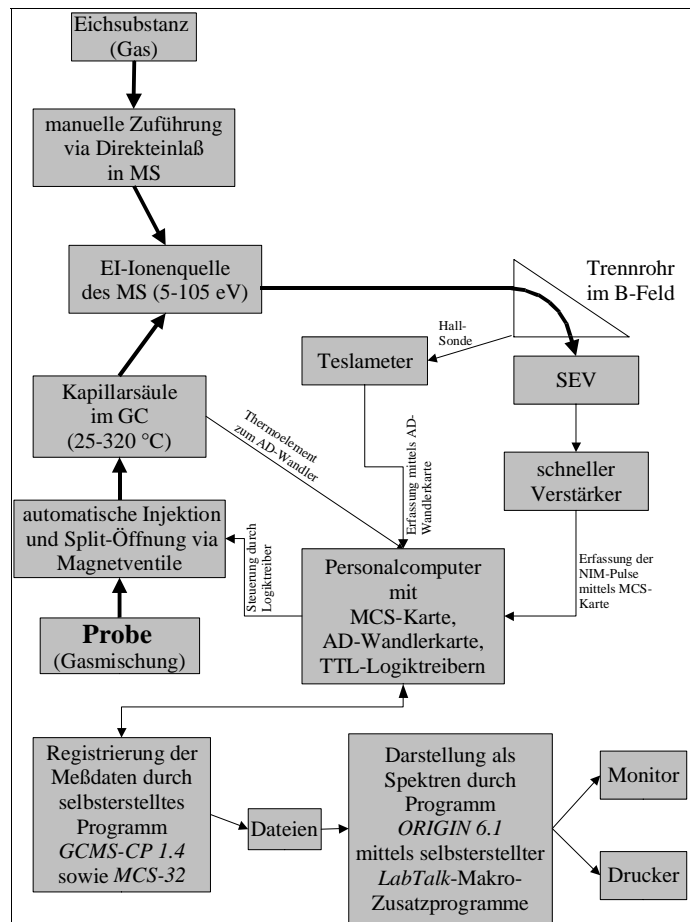 Eichsubstanz
(Gas)
manuelle Zuführung
via Direkteinlaß
in MS
EI-Ionenquelle
des MS (5-105 eV)
Trennrohr
im B-Feld
Hall-
Sonde
Teslameter
SEV
Kapillarsäule
im GC
(25-320 °C)
Thermoelement
zum AD-Wandler
Erfassung mittels AD-
Wandlerkarte
schneller
Verstärker
automatische Injektion
und Split-Öffnung via
Magnetventile
Steuerung durch
Logiktreiber
Personalcomputer
mit
MCS-Karte,
AD-Wandlerkarte,
TTL-Logiktreibern
Erfassung der
NIM-Pulse
mittels MCS-
Karte
Probe
(Gasmischung)
Registrierung der
Meßdaten durch
selbsterstelltes
Programm
GCMS-CP 1.4
sowie MCS-32
Dateien
Darstellung als
Spektren durch
Programm
ORIGIN 6.1
mittels selbsterstellter
LabTalk-Makro-
Zusatzprogramme
Monitor
Drucker